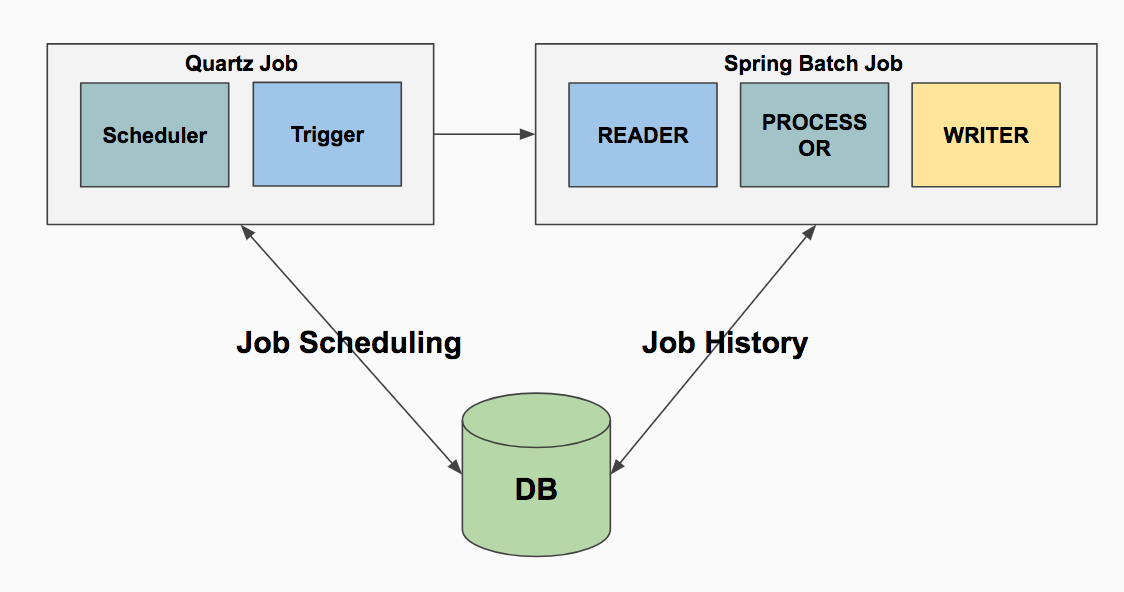 Quartz Job
Scheduler
Trigger
Spring Batch Job
READER
PROCESS
OR
WRITER
Job Scheduling
Job History
DB